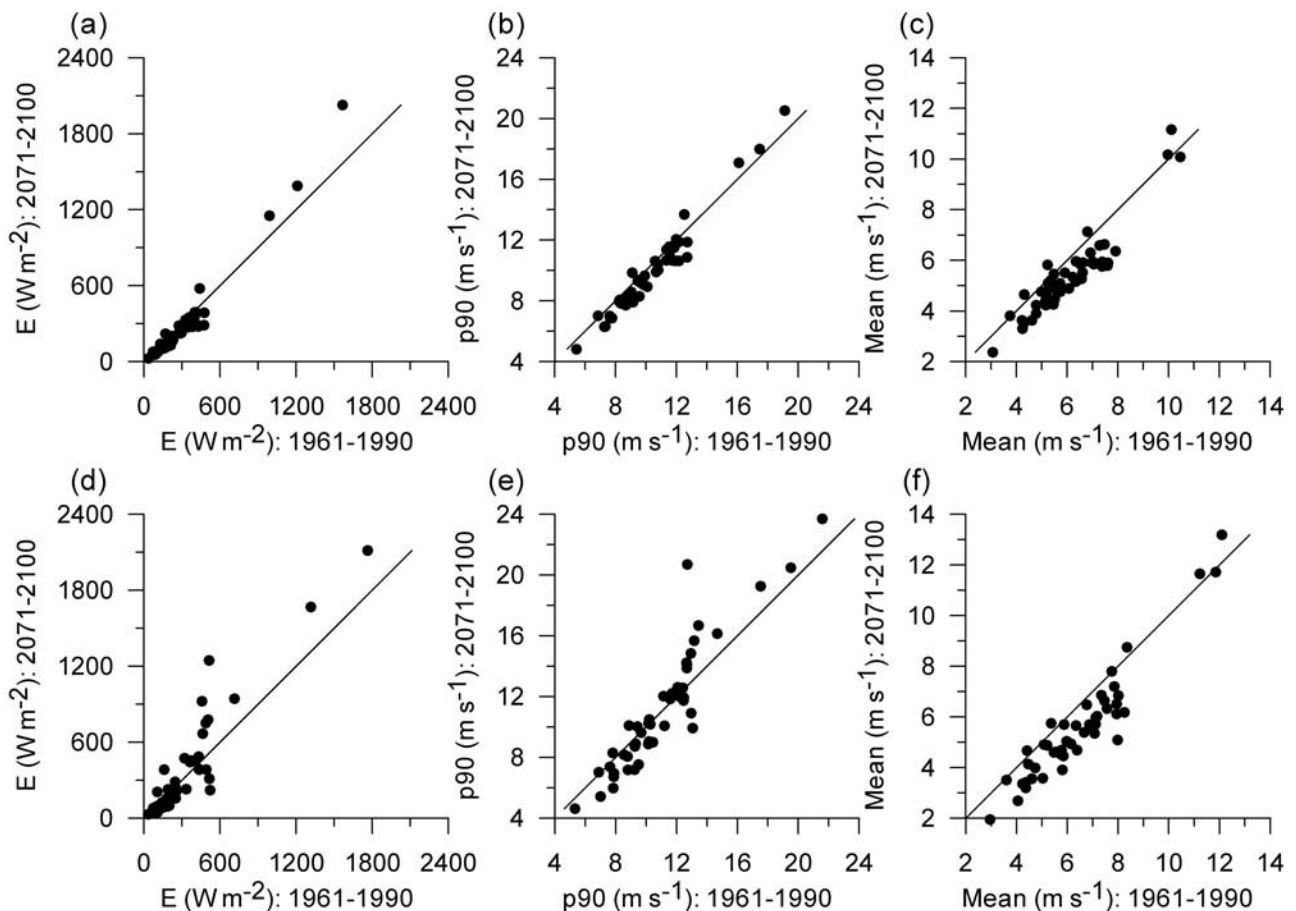 (a)
E (W m-2): 2071-2100
2400
1800
1200
600
0
0 600 1200 1800 2400
E (W m-2): 1961-1990
(b)
p90 (m s-1): 2071-2100
24
20
16
12
8
4
4 8 12 16 20 24
p90 (m s-1): 1961-1990
(c)
Mean (m s-1): 2071-2100
14
12
10
8
6
4
2
2 4 6 8 10 12 14
Mean (m s-1): 1961-1990
(d)
E (W m-2): 2071-2100
2400
1800
1200
600
0
0 600 1200 1800 2400
E (W m-2): 1961-1990
(e)
p90 (m s-1): 2071-2100
24
20
16
12
8
4
4 8 12 16 20 24
p90 (m s-1): 1961-1990
(f)
Mean (m s-1): 2071-2100
14
12
10
8
6
4
2
2 4 6 8 10 12 14
Mean (m s-1): 1961-1990